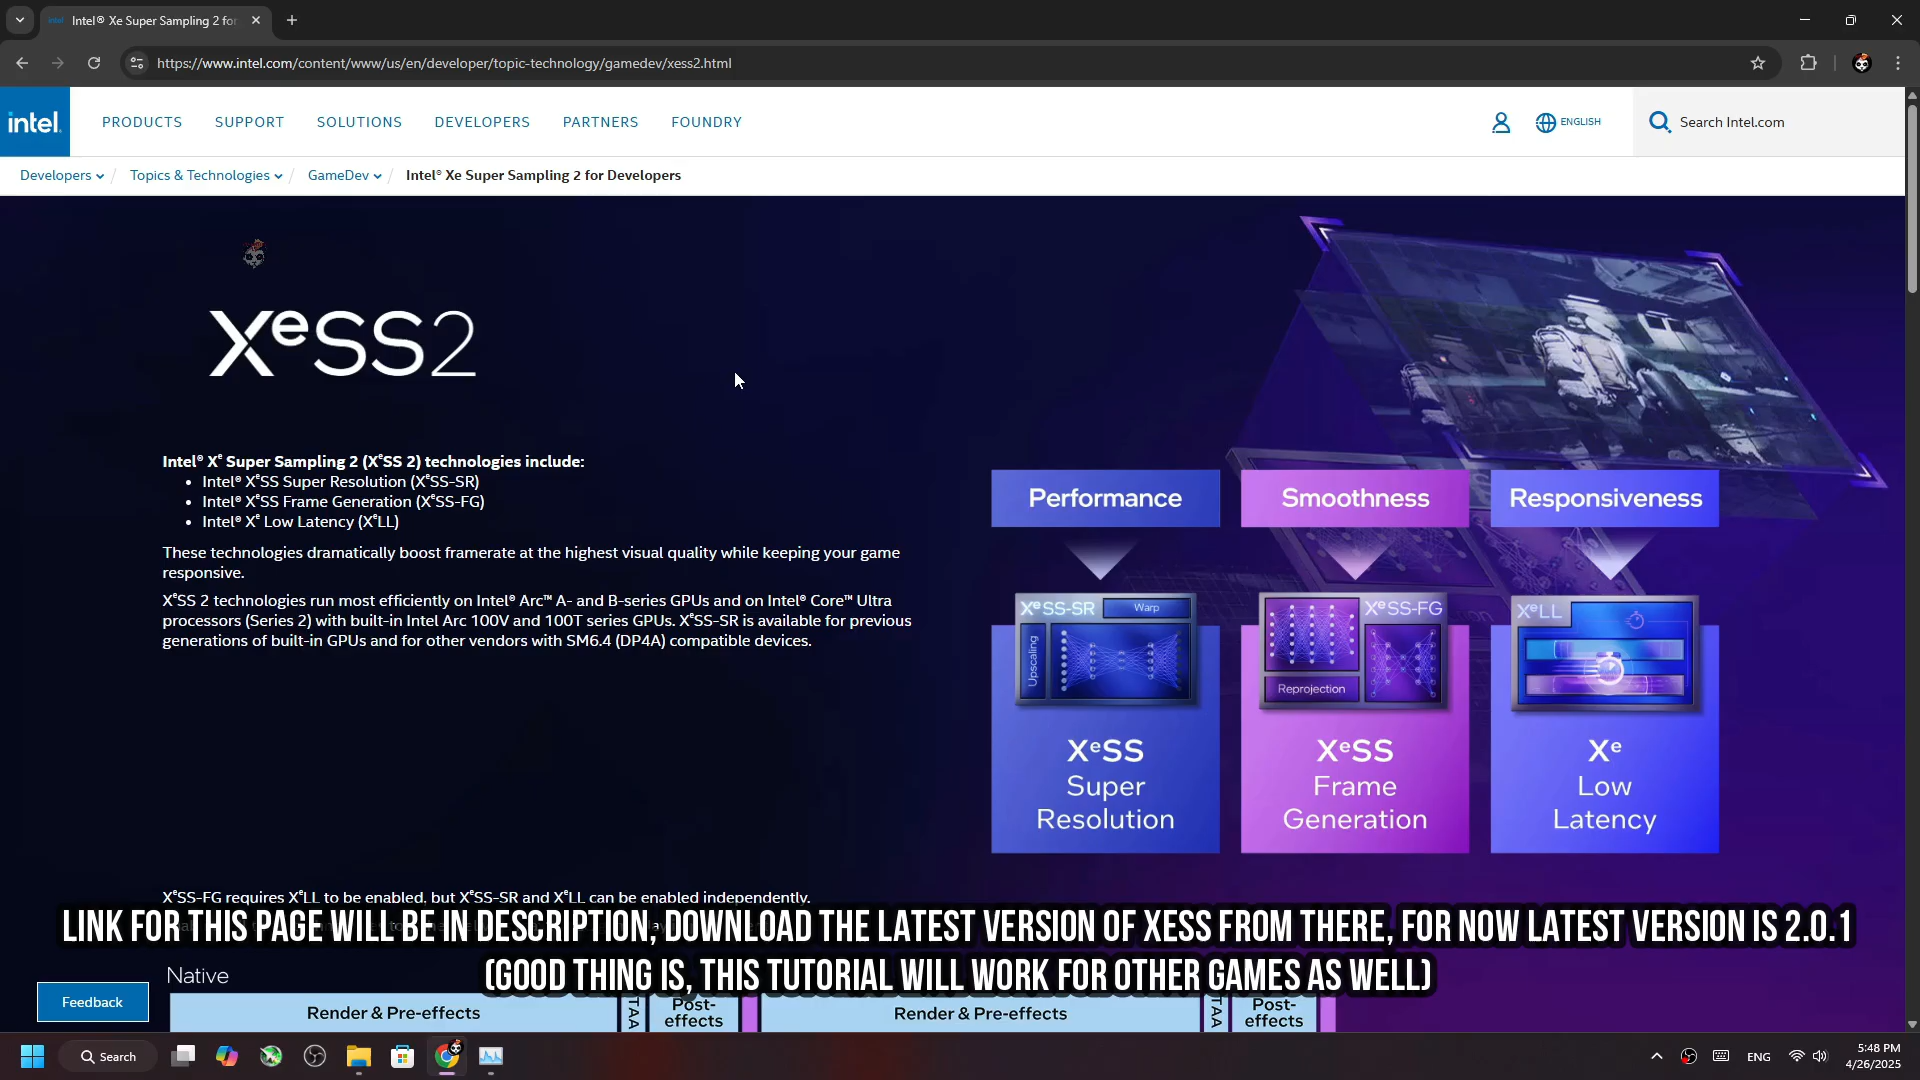 intel
Intel® Xe Super Sampling 2 for
https://www.intel.com/content/www/us/en/developer/topic-technology/gamedev/xess2.html
intel.
PRODUCTS
SUPPORT
SOLUTIONS
DEVELOPERS
PARTNERS
FOUNDRY
ENGLISH
Search Intel.com
Developers
/
Topics & Technologies
/
GameDev
/
Intel® Xe Super Sampling 2 for Developers
XeSS2
Intel® Xe Super Sampling 2 (XeSS 2) technologies include:
• Intel® XeSS Super Resolution (XeSS-SR)
• Intel® XeSS Frame Generation (XeSS-FG)
• Intel® Xe Low Latency (XeLL)
These technologies dramatically boost framerate at the highest visual quality while keeping your game
responsive.
XeSS 2 technologies run most efficiently on Intel® Arc™ A- and B-series GPUs and on Intel® Core™ Ultra
processors (Series 2) with built-in Intel Arc 100V and 100T series GPUs. XeSS-SR is available for previous
generations of built-in GPUs and for other vendors with SM6.4 (DP4A) compatible devices.
Performance
Smoothness
Responsiveness
XeSS-SR
Warp
Upscaling
XeSS-FG
Reprojection
XeLL
XeSS
Super
Resolution
XeSS
Frame
Generation
Xe
Low
Latency
XeSS-FG requires XeLL to be enabled, but XeSS-SR and XeLL can be enabled independently.
LINK FOR THIS PAGE WILL BE IN DESCRIPTION, DOWNLOAD THE LATEST VERSION OF XESS FROM THERE, FOR NOW LATEST VERSION IS 2.0.1
(GOOD THING IS, THIS TUTORIAL WILL WORK FOR OTHER GAMES AS WELL)
Native
Feedback
Render & Pre-effects
TAA
Post-
effects
Render & Pre-effects
TAA
Post-
effects
Search
ENG
5:48 PM
4/26/2025